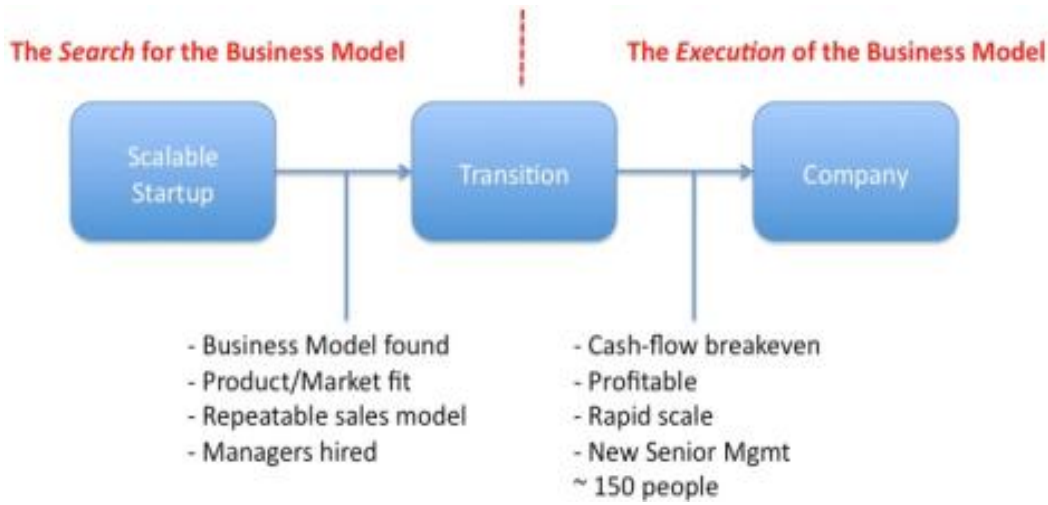 The Search for the Business Model
The Execution of the Business Model
Scalable
Startup
Transition
Company
- Business Model found
- Product/Market fit
- Repeatable sales model
- Managers hired
- Cash-flow breakeven
- Profitable
- Rapid scale
- New Senior Mgmt
~ 150 people